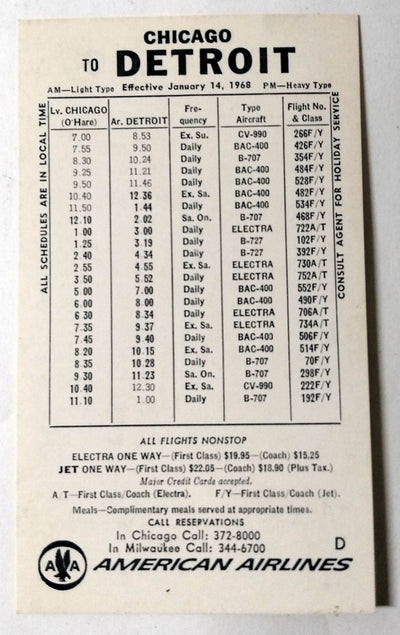 CHICAGO
TO DETROIT
AM—Light Type Effective January 14, 1968 PM—Heavy Type
ALL SCHEDULES ARE IN LOCAL TIME
Lv. CHICAGO (O'Hare) Ar. DETROIT Fre- quency Type Aircraft Flight No. & Class
7.00 8.53 Ex. Su. CV-990 266F/Y
7.55 9.50 Daily BAC-400 426F/Y
8.30 10.24 Daily B-707 354F/Y
9.25 11.21 Daily BAC-400 484F/Y
9.50 11.46 Daily BAC-400 528F/Y
10.40 12.36 Ex. Sa. BAC-400 482F/Y
11.50 1.44 Daily BAC-400 534F/Y
12.10 2.02 Sa. On. B-707 468F/Y
1.00 3.00 Daily ELECTRA 722A/T
1.25 3.19 Daily B-727 102F/Y
2.40 4.34 Daily B-727 392F/Y
2.55 4.55 Ex. Sa. ELECTRA 730A/T
3.50 5.52 Daily ELECTRA 752A/T
5.00 7.00 Daily BAC-400 552F/Y
6.00 8.00 Daily BAC-400 490F/Y
6.30 8.34 Daily ELECTRA 706A/T
7.35 9.37 Ex. Sa. ELECTRA 734A/T
7.45 9.40 Daily BAC-400 506F/Y
8.20 10.15 Ex. Sa. BAC-400 514F/Y
8.35 10.28 Daily B-707 70F/Y
9.30 11.23 Sa. On. B-707 298F/Y
10.40 12.30 Ex. Sa. CV-990 222F/Y
11.10 1.00 Daily B-707 192F/Y
CONSULT AGENT FOR HOLIDAY SERVICE
ALL FLIGHTS NONSTOP
ELECTRA ONE WAY—(First Class) $19.95—(Coach) $15.25
JET ONE WAY—(First Class) $22.05—(Coach) $18.90 (Plus Tax.)
Major Credit Cards accepted.
A/T—First Class/Coach (Electra). F/Y—First Class/Coach (Jet).
Meals—Complimentary meals served at appropriate times.
CALL RESERVATIONS
In Chicago Call: 372-8000
In Milwaukee Call: 344-6700
D
AA AMERICAN AIRLINES